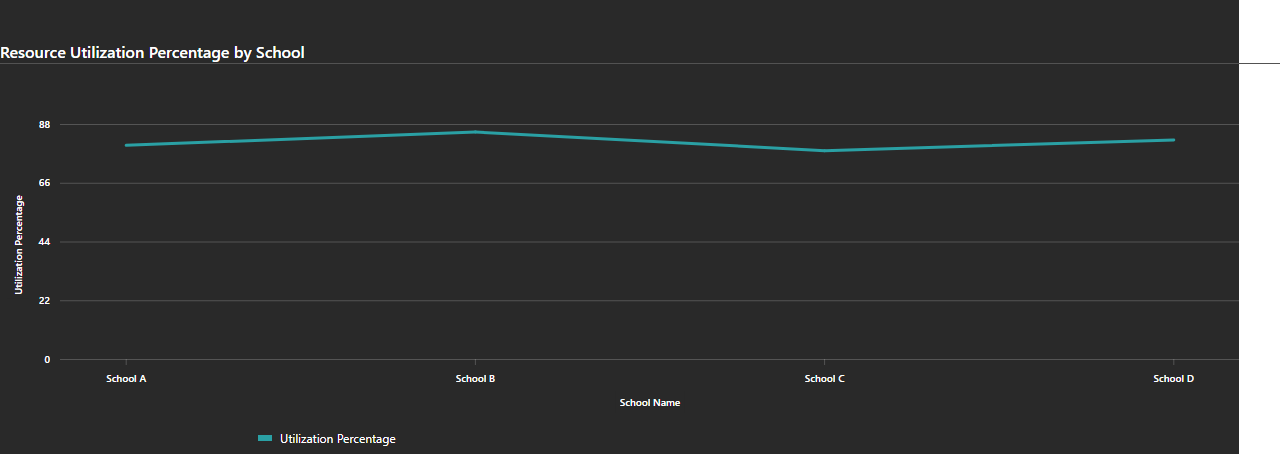 Resource Utilization Percentage by School
88
66
44
22
0
Utilization Percentage
School A
School B
School C
School D
School Name
Utilization Percentage